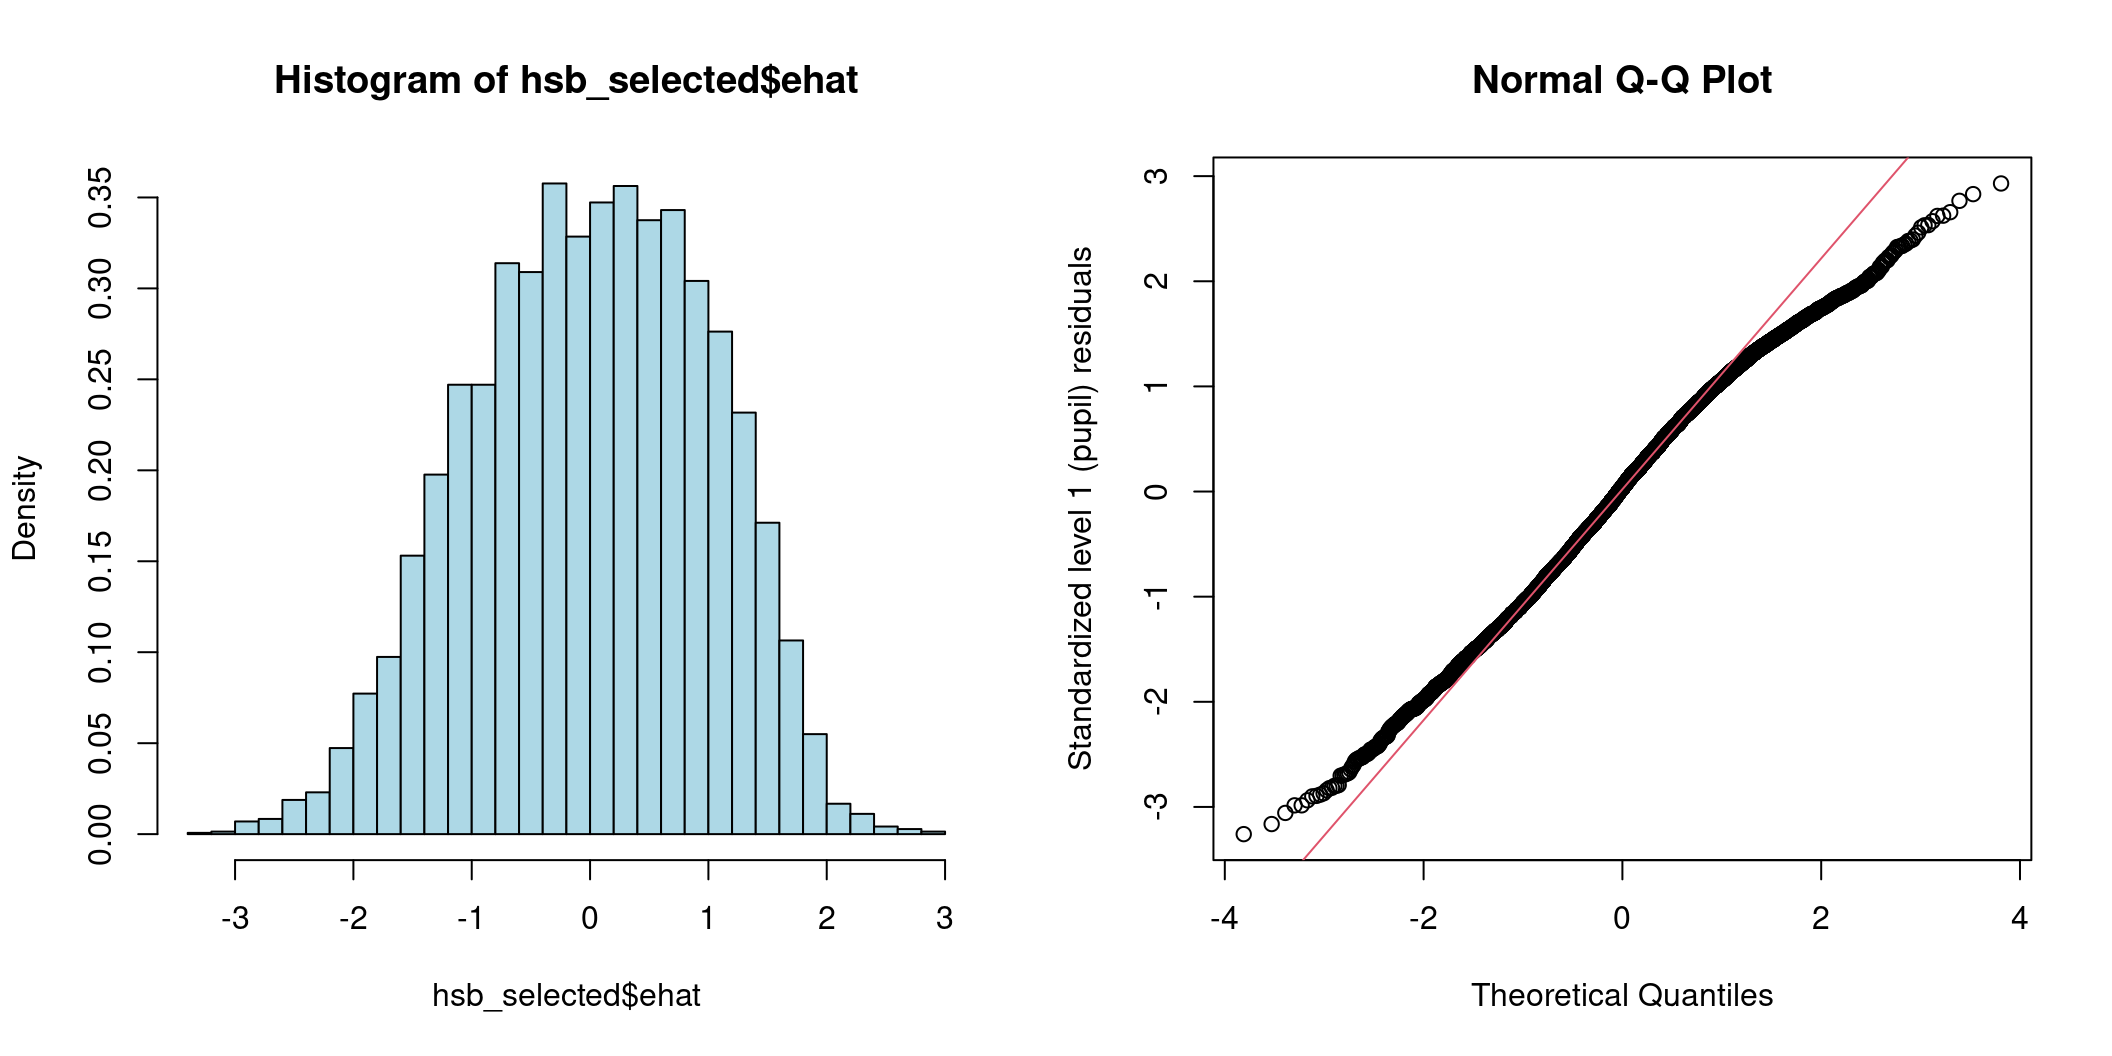 Histogram of hsb_selected$ehat
Density
0.00 0.05 0.10 0.15 0.20 0.25 0.30 0.35
-3 -2 -1 0 1 2 3
hsb_selected$ehat
Normal Q-Q Plot
Standardized level 1 (pupil) residuals
-3 -2 -1 0 1 2 3
-4 -2 0 2 4
Theoretical Quantiles